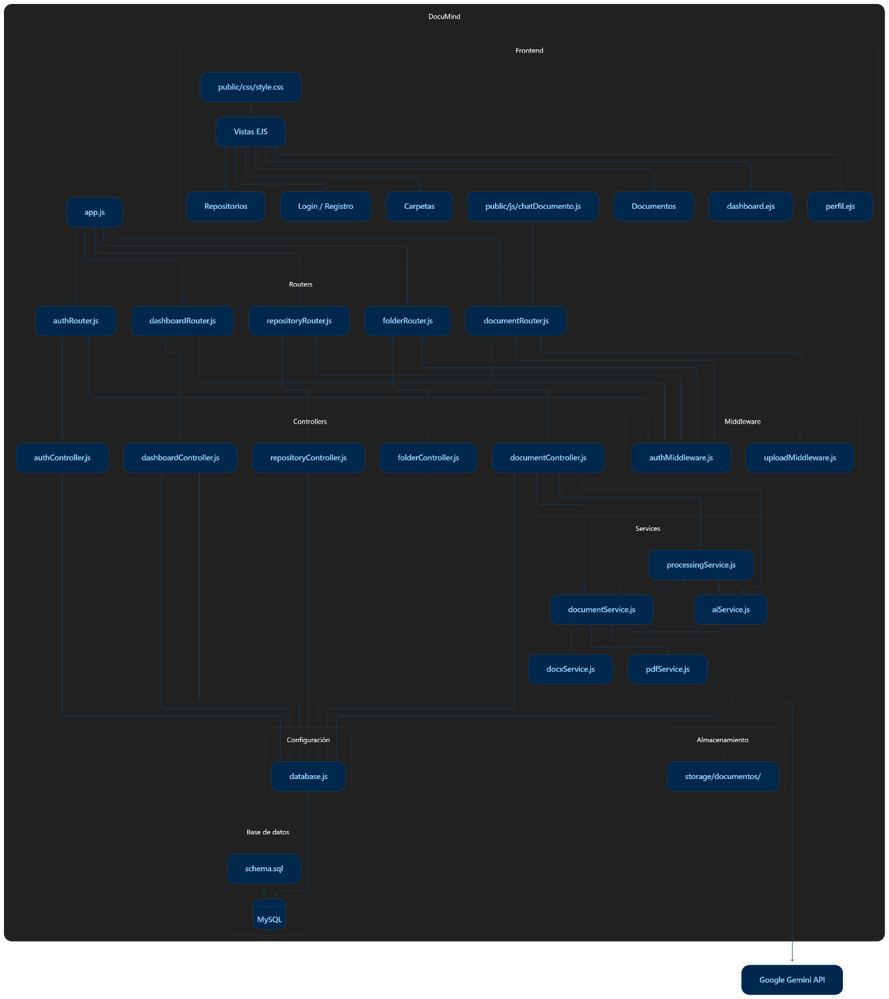 DocuMind
Frontend
public/css/style.css
Vistas EJS
Repositorios
Login / Registro
Carpetas
public/js/chatDocumento.js
Documentos
dashboard.ejs
perfil.ejs
app.js
Routers
authRouter.js
dashboardRouter.js
repositoryRouter.js
folderRouter.js
documentRouter.js
Controllers
authController.js
dashboardController.js
repositoryController.js
folderController.js
documentController.js
Middleware
authMiddleware.js
uploadMiddleware.js
Services
processingService.js
documentService.js
aiService.js
docxService.js
pdfService.js
Configuración
database.js
Almacenamiento
storage/documentos/
Base de datos
schema.sql
MySQL
Google Gemini API